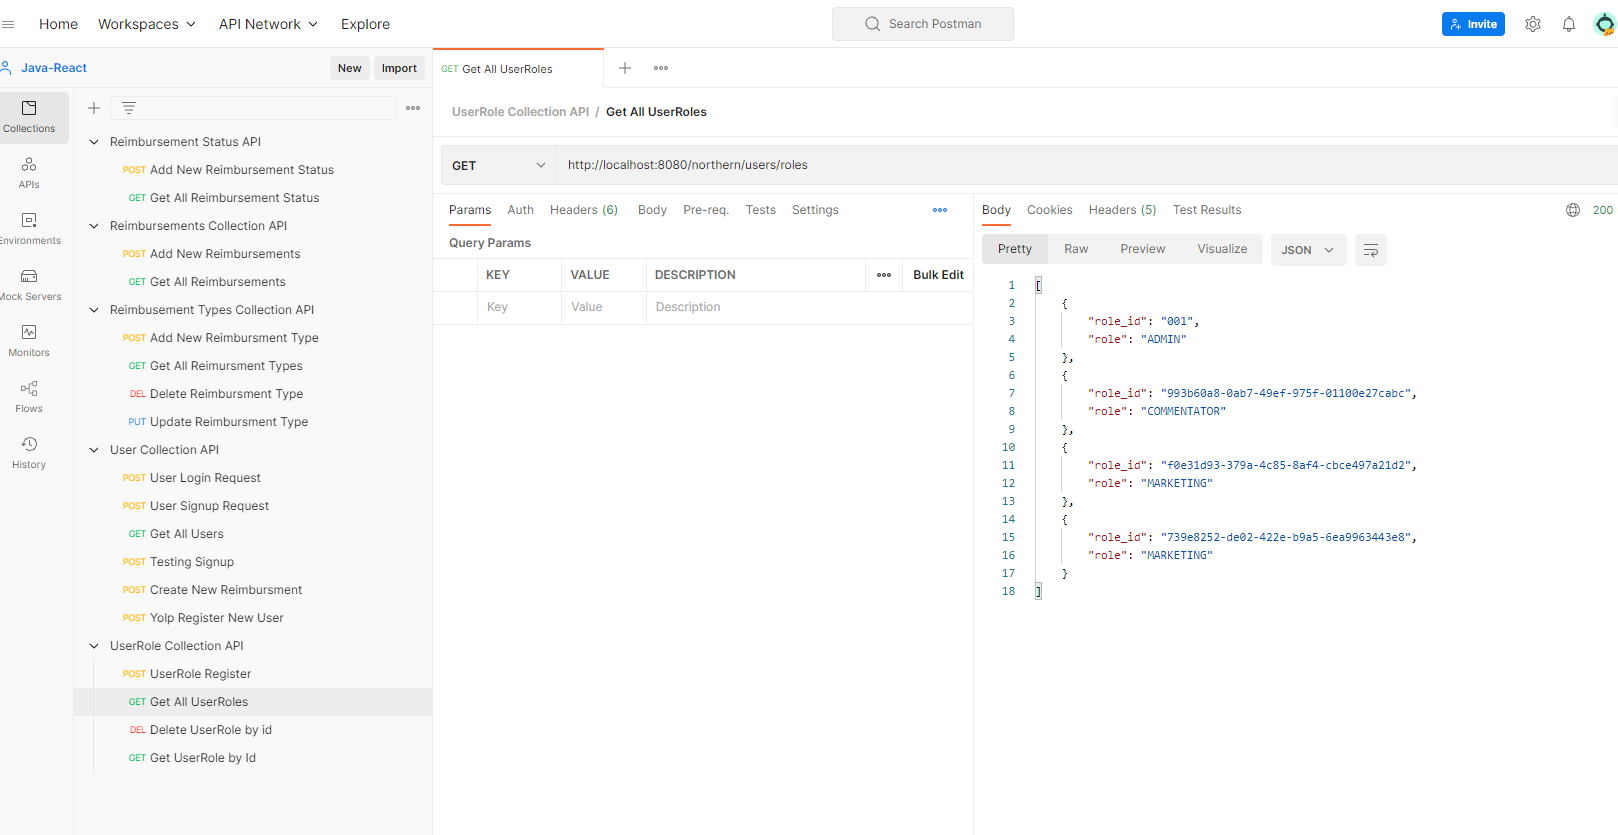 Home Workspaces API Network Explore Search Postman Invite
Java-React New Import
GET Get All UserRoles
Collections
APIs
Environments
Mock Servers
Monitors
Flows
History
Reimbursement Status API
POST Add New Reimbursement Status
GET Get All Reimbursement Status
Reimbursements Collection API
POST Add New Reimbursements
GET Get All Reimbursements
Reimbusement Types Collection API
POST Add New Reimbursment Type
GET Get All Reimursment Types
DEL Delete Reimbursment Type
PUT Update Reimbursment Type
User Collection API
POST User Login Request
POST User Signup Request
GET Get All Users
POST Testing Signup
POST Create New Reimbursment
POST Yolp Register New User
UserRole Collection API
POST UserRole Register
GET Get All UserRoles
DEL Delete UserRole by id
GET Get UserRole by Id
UserRole Collection API / Get All UserRoles
GET http://localhost:8080/northern/users/roles
Params Auth Headers (6) Body Pre-req. Tests Settings
Query Params
KEY VALUE DESCRIPTION Bulk Edit
Key Value Description
Body Cookies Headers (5) Test Results 200
Pretty Raw Preview Visualize JSON
1 [
2 {
3 "role_id": "001",
4 "role": "ADMIN"
5 },
6 {
7 "role_id": "993b60a8-0ab7-49ef-975f-01100e27cabc",
8 "role": "COMMENTATOR"
9 },
10 {
11 "role_id": "f0e31d93-379a-4c85-8af4-cbce497a21d2",
12 "role": "MARKETING"
13 },
14 {
15 "role_id": "739e8252-de02-422e-b9a5-6ea9963443e8",
16 "role": "MARKETING"
17 }
18 ]